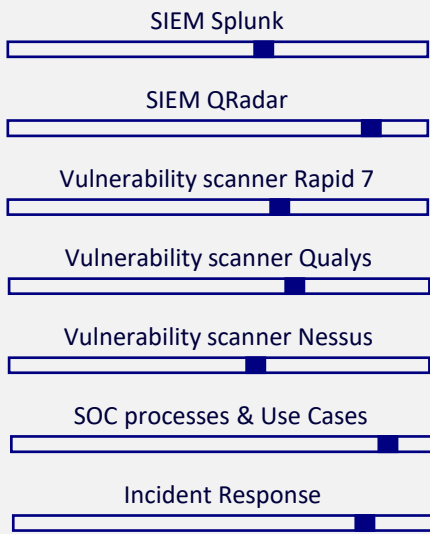 SIEM Splunk
SIEM QRadar
Vulnerability scanner Rapid 7
Vulnerability scanner Qualys
Vulnerability scanner Nessus
SOC processes & Use Cases
Incident Response